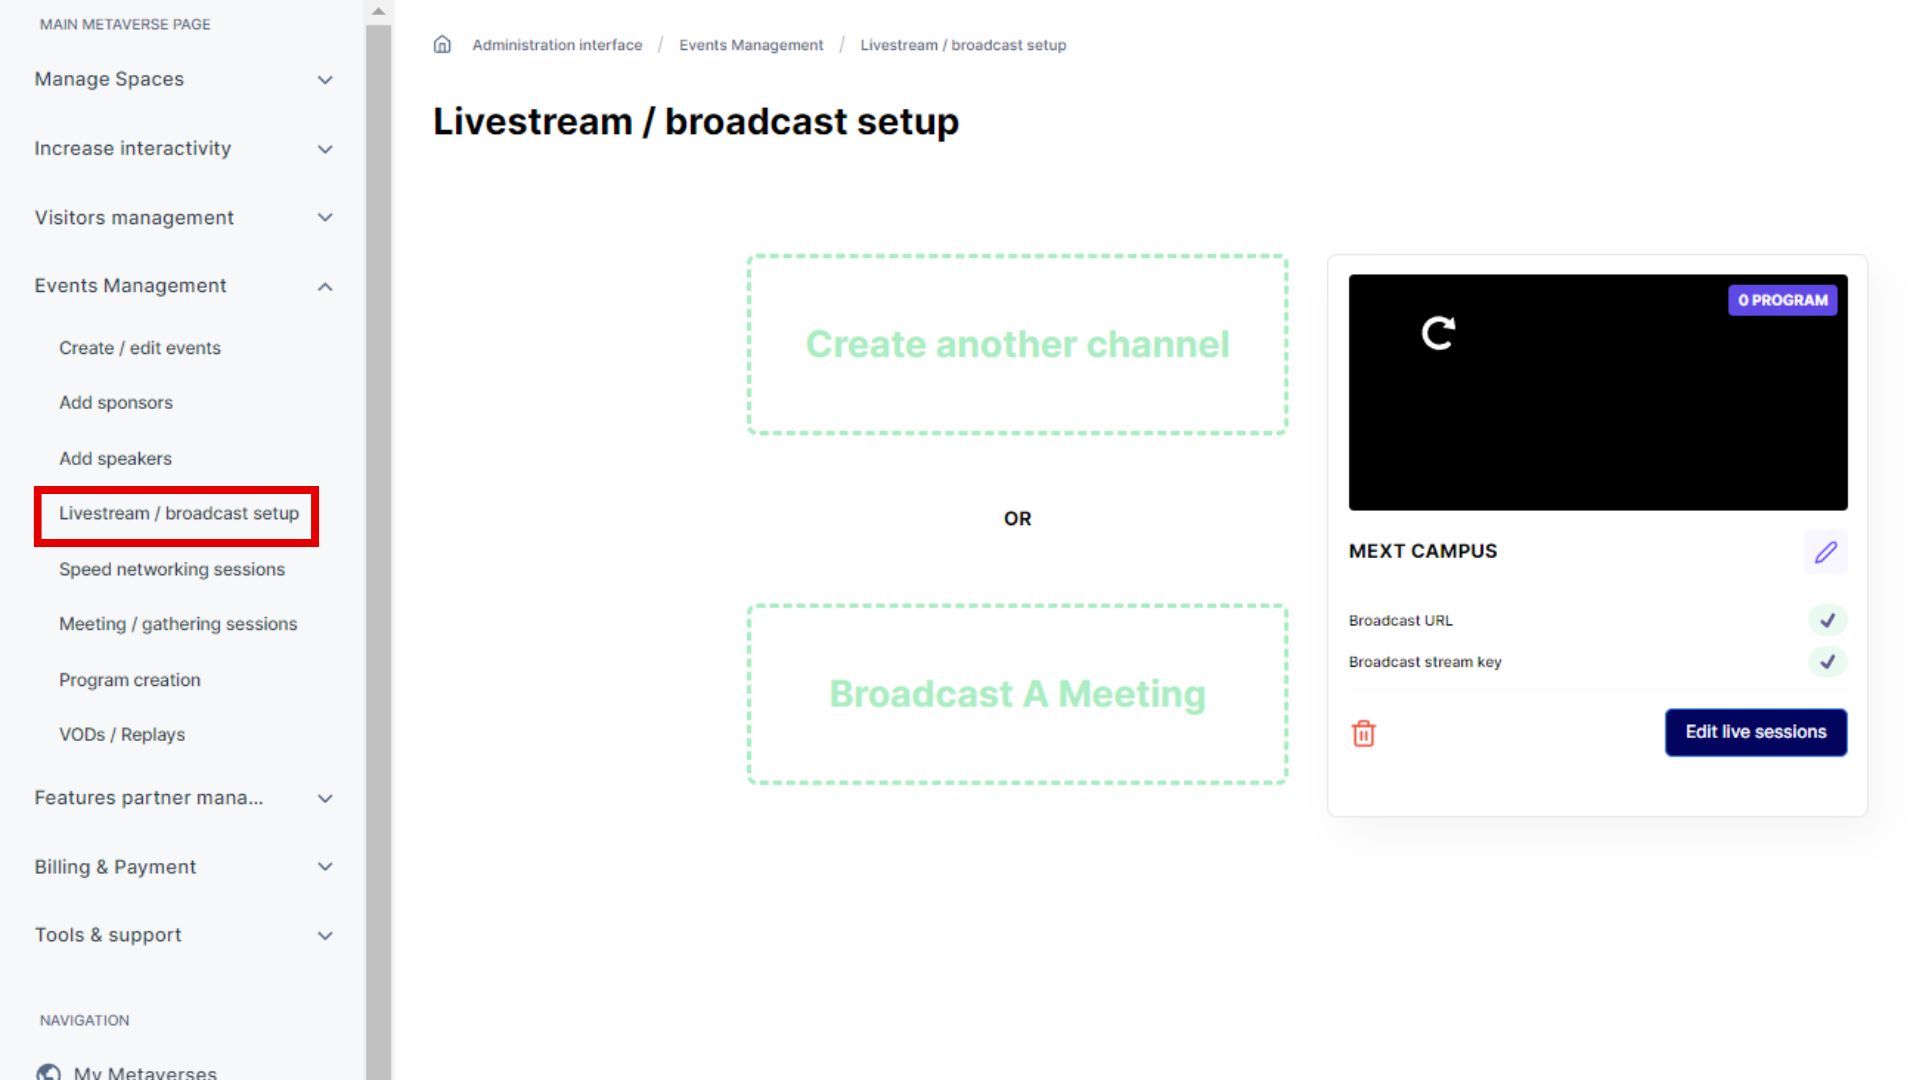 MAIN METAVERSE PAGE
Manage Spaces
Increase interactivity
Visitors management
Events Management
Create / edit events
Add sponsors
Add speakers
Livestream / broadcast setup
Speed networking sessions
Meeting / gathering sessions
Program creation
VODs / Replays
Features partner mana...
Billing & Payment
Tools & support
NAVIGATION
My Metaverses
Administration interface / Events Management / Livestream / broadcast setup
Livestream / broadcast setup
Create another channel
OR
Broadcast A Meeting
0 PROGRAM
MEXT CAMPUS
Broadcast URL
Broadcast stream key
Edit live sessions